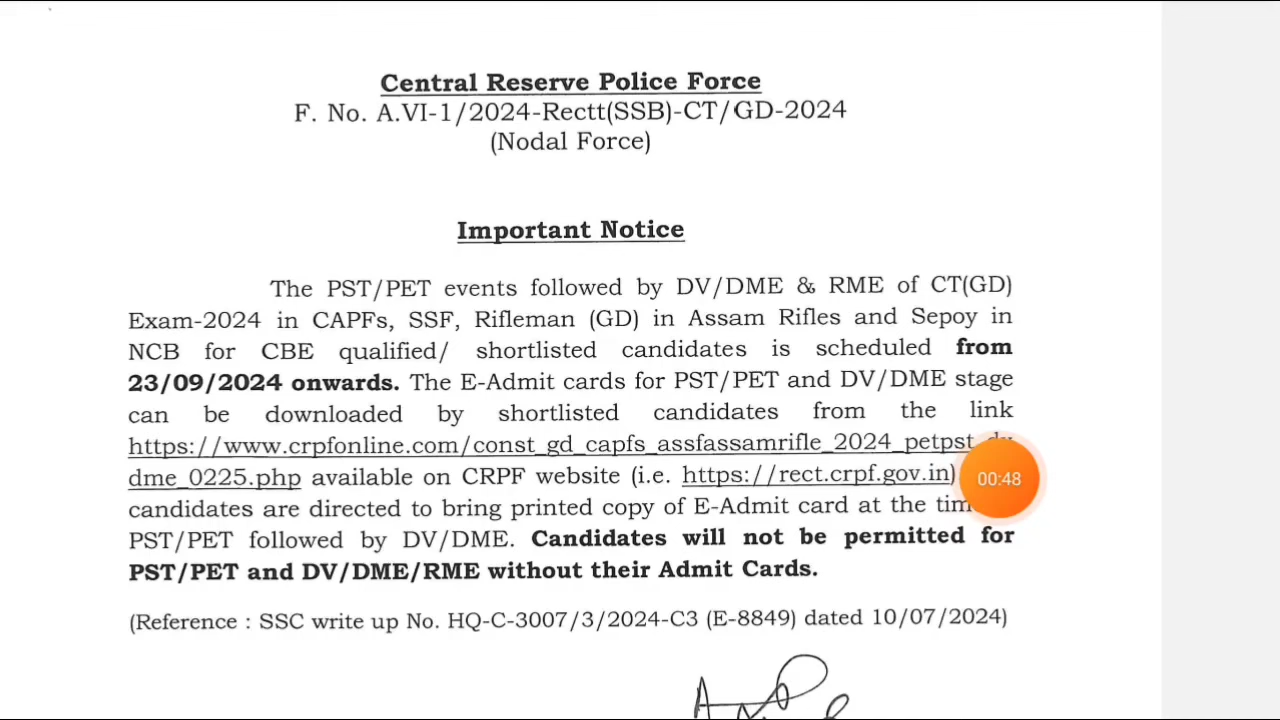 Central Reserve Police Force
F. No. A.VI-1/2024-Rectt(SSB)-CT/GD-2024
(Nodal Force)
Important Notice
The PST/PET events followed by DV/DME & RME of CT(GD)
Exam-2024 in CAPFs, SSF, Rifleman (GD) in Assam Rifles and Sepoy in
NCB for CBE qualified/ shortlisted candidates is scheduled from
23/09/2024 onwards. The E-Admit cards for PST/PET and DV/DME stage
can be downloaded by shortlisted candidates from the link
https://www.crpfonline.com/const_gd_capfs_assfassamrifle_2024_petpst
dme_0225.php available on CRPF website (i.e. https://rect.crpf.gov.in)
00:48
candidates are directed to bring printed copy of E-Admit card at the
PST/PET followed by DV/DME. Candidates will not be permitted for
PST/PET and DV/DME/RME without their Admit Cards.
(Reference : SSC write up No. HQ-C-3007/3/2024-C3 (E-8849) dated 10/07/2024)